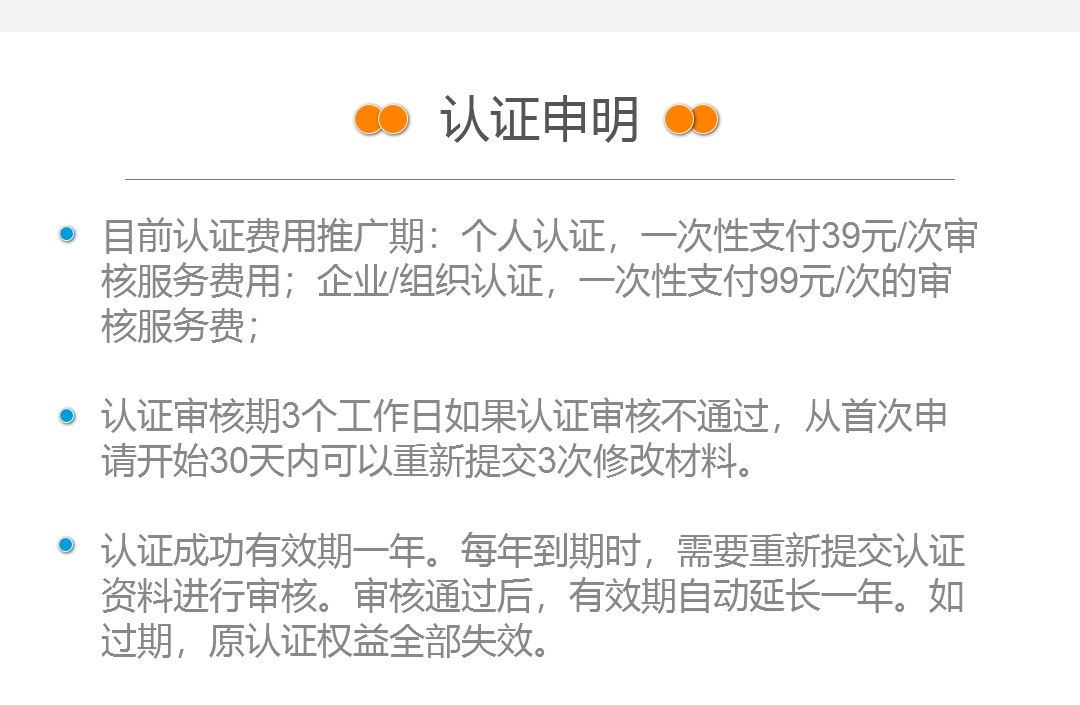 认证申明
目前认证费用推广期：个人认证，一次性支付39元/次审
核服务费用；企业/组织认证，一次性支付99元/次的审
核服务费；
认证审核期3个工作日如果认证审核不通过，从首次申
请开始30天内可以重新提交3次修改材料。
认证成功有效期一年。每年到期时，需要重新提交认证
资料进行审核。审核通过后，有效期自动延长一年。如
过期，原认证权益全部失效。